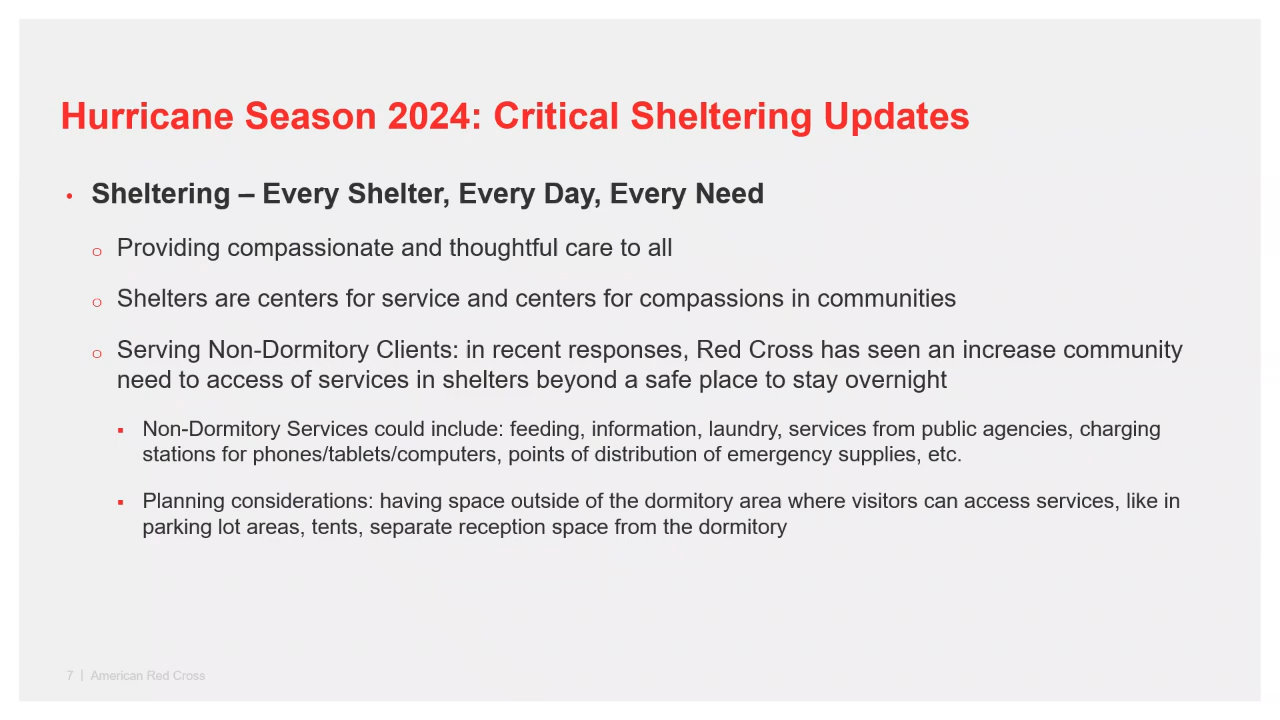 Hurricane Season 2024: Critical Sheltering Updates
• Sheltering – Every Shelter, Every Day, Every Need
o Providing compassionate and thoughtful care to all
o Shelters are centers for service and centers for compassions in communities
o Serving Non-Dormitory Clients: in recent responses, Red Cross has seen an increase community
need to access of services in shelters beyond a safe place to stay overnight
▪ Non-Dormitory Services could include: feeding, information, laundry, services from public agencies, charging
stations for phones/tablets/computers, points of distribution of emergency supplies, etc.
▪ Planning considerations: having space outside of the dormitory area where visitors can access services, like in
parking lot areas, tents, separate reception space from the dormitory
7 | American Red Cross